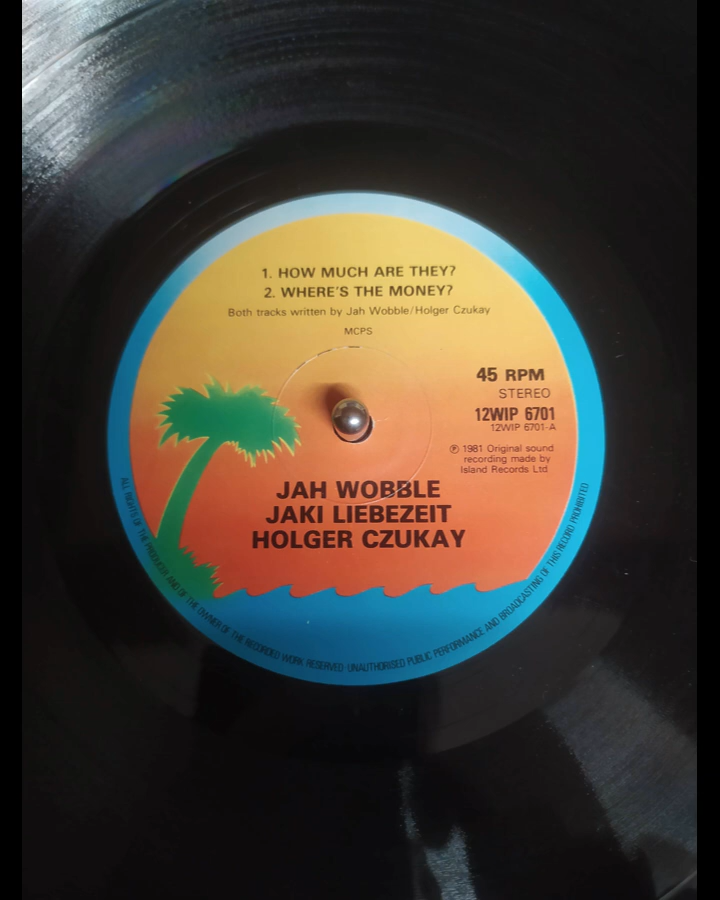 1. HOW MUCH ARE THEY?
2. WHERE'S THE MONEY?
Both tracks written by Jah Wobble/Holger Czukay
MCPS
45 RPM
STEREO
12WIP 6701
12WIP 6701-A
℗ 1981 Original sound
recording made by
Island Records Ltd
JAH WOBBLE
JAKI LIEBEZEIT
HOLGER CZUKAY
ALL RIGHTS OF THE PRODUCER AND OF THE OWNER OF THE RECORDED WORK RESERVED · UNAUTHORISED PUBLIC PERFORMANCE AND BROADCASTING OF THIS RECORD PROHIBITED